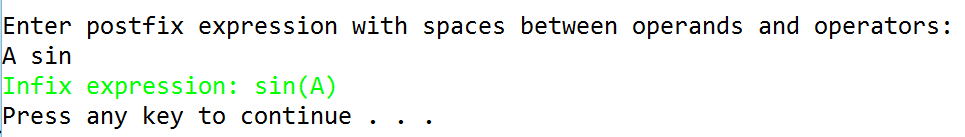 Enter postfix expression with spaces between operands and operators:
A sin
Infix expression: sin(A)
Press any key to continue . . .